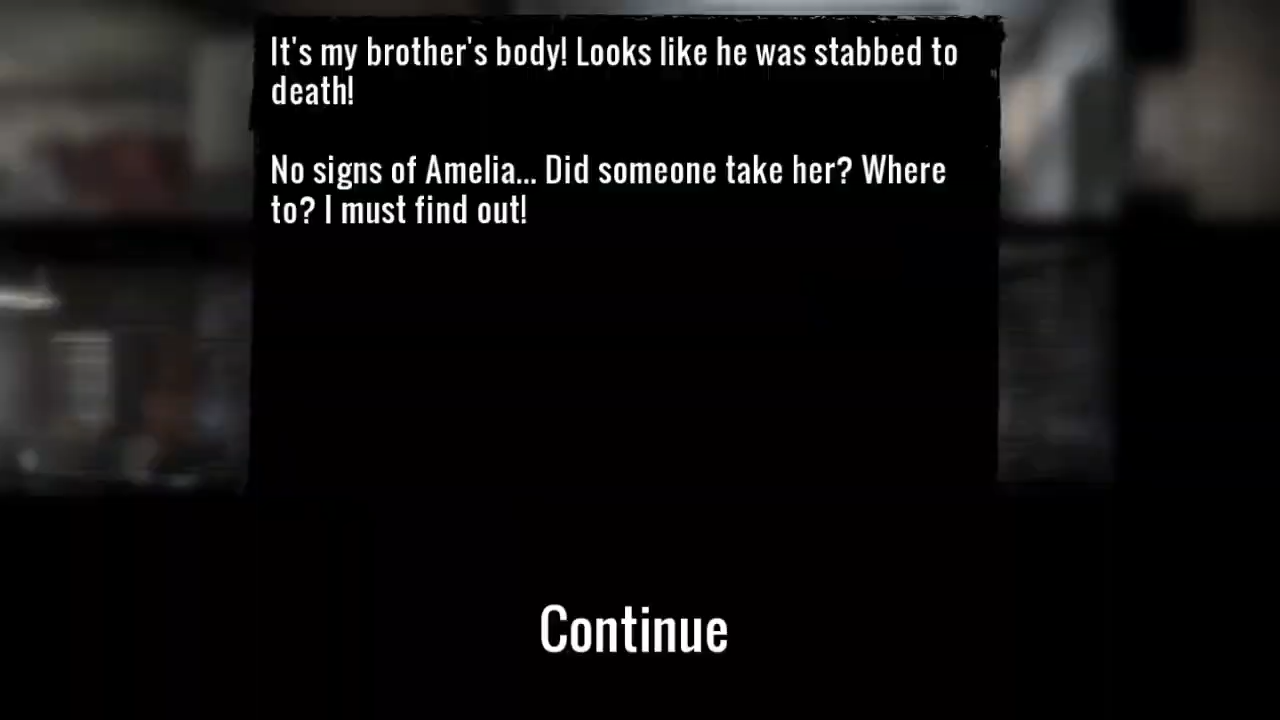 It's my brother's body! Looks like he was stabbed to
death!
No signs of Amelia... Did someone take her? Where
to? I must find out!
Continue